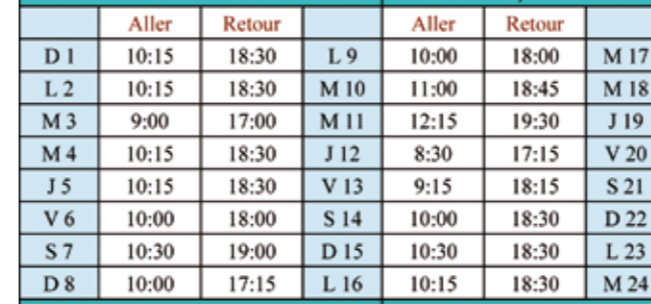 Aller Retour Aller Retour
D 1 10:15 18:30 L 9 10:00 18:00 M 17
L 2 10:15 18:30 M 10 11:00 18:45 M 18
M 3 9:00 17:00 M 11 12:15 19:30 J 19
M 4 10:15 18:30 J 12 8:30 17:15 V 20
J 5 10:15 18:30 V 13 9:15 18:15 S 21
V 6 10:00 18:00 S 14 10:00 18:30 D 22
S 7 10:30 19:00 D 15 10:30 18:30 L 23
D 8 10:00 17:15 L 16 10:15 18:30 M 24